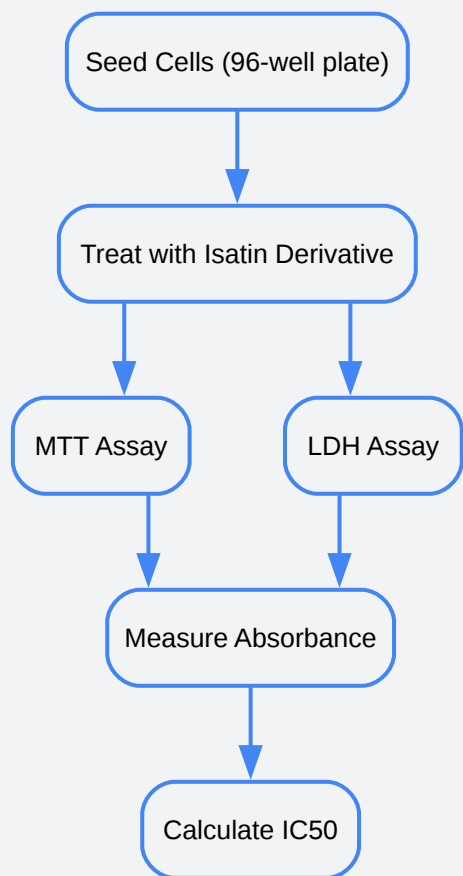 Seed Cells (96-well plate)
Treat with Isatin Derivative
MTT Assay
LDH Assay
Measure Absorbance
Calculate IC50